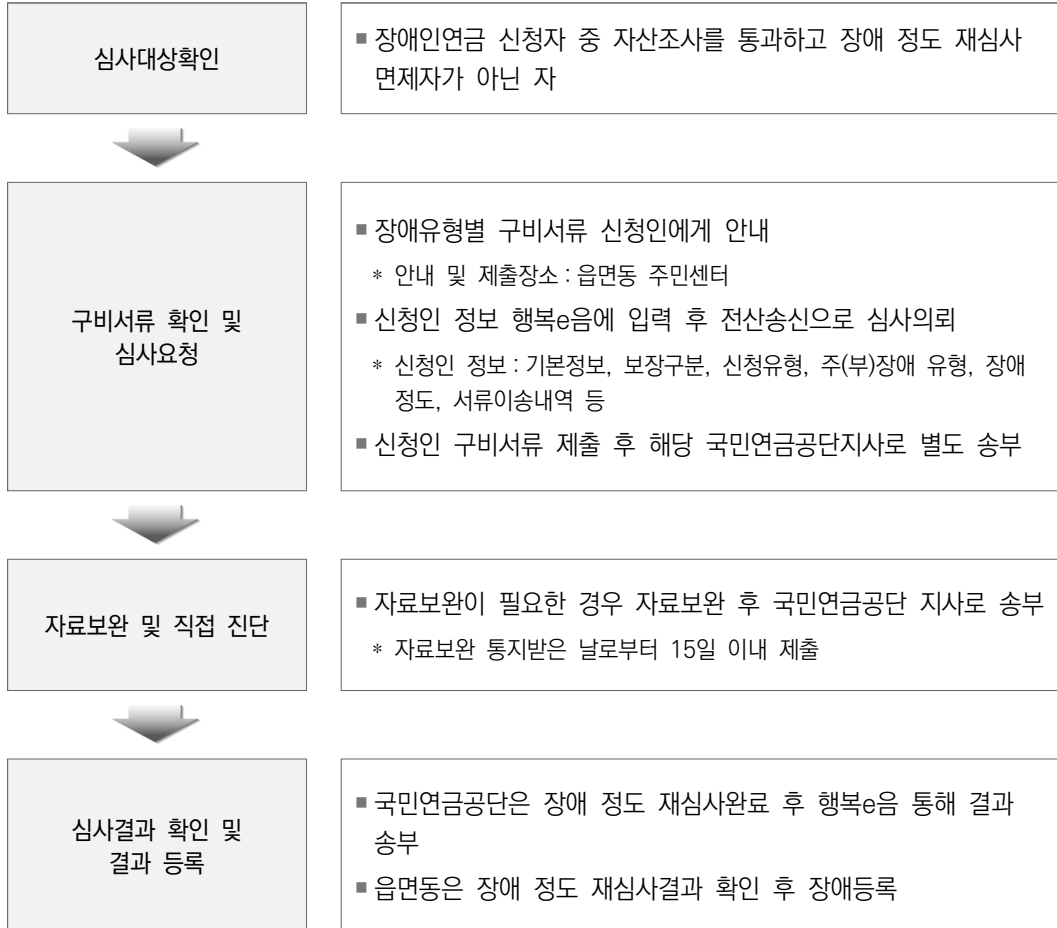 심사대상확인
■ 장애인연금 신청자 중 자산조사를 통과하고 장애 정도 재심사
면제자가 아닌 자
구비서류 확인 및
심사요청
■ 장애유형별 구비서류 신청인에게 안내
* 안내 및 제출장소 : 읍면동 주민센터
■ 신청인 정보 행복e음에 입력 후 전산송신으로 심사의뢰
* 신청인 정보 : 기본정보, 보장구분, 신청유형, 주(부)장애 유형, 장애
정도, 서류이송내역 등
■ 신청인 구비서류 제출 후 해당 국민연금공단지사로 별도 송부
자료보완 및 직접 진단
■ 자료보완이 필요한 경우 자료보완 후 국민연금공단 지사로 송부
* 자료보완 통지받은 날로부터 15일 이내 제출
심사결과 확인 및
결과 등록
■ 국민연금공단은 장애 정도 재심사완료 후 행복e음 통해 결과
송부
■ 읍면동은 장애 정도 재심사결과 확인 후 장애등록